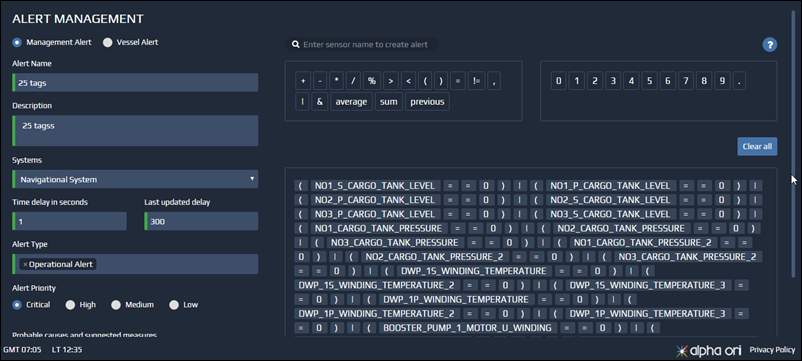 ALERT MANAGEMENT
Management Alert Vessel Alert
Alert Name
25 tags
Description
25 tagss
Systems
Navigational System
Time delay in seconds Last updated delay
1 300
Alert Type
× Operational Alert
Alert Priority
Critical High Medium Low
Probable causes and suggested measures
Enter sensor name to create alert ?
+ - * / % > < ( ) = != ,
| & average sum previous
0 1 2 3 4 5 6 7 8 9 .
Clear all
( NO1_S_CARGO_TANK_LEVEL = = 0 ) | ( NO1_P_CARGO_TANK_LEVEL = = 0 ) |
( NO2_P_CARGO_TANK_LEVEL = = 0 ) | ( NO2_S_CARGO_TANK_LEVEL = = 0 ) |
( NO3_P_CARGO_TANK_LEVEL = = 0 ) | ( NO3_S_CARGO_TANK_LEVEL = = 0 ) |
( NO1_CARGO_TANK_PRESSURE = = 0 ) | ( NO2_CARGO_TANK_PRESSURE = = 0 )
| ( NO3_CARGO_TANK_PRESSURE = = 0 ) | ( NO1_CARGO_TANK_PRESSURE_2 = =
0 ) | ( NO2_CARGO_TANK_PRESSURE_2 = = 0 ) | ( NO3_CARGO_TANK_PRESSURE_2
= = 0 ) | ( DWP_1S_WINDING_TEMPERATURE = = 0 ) | (
DWP_1S_WINDING_TEMPERATURE_2 = = 0 ) | ( DWP_1S_WINDING_TEMPERATURE_3 =
= 0 ) | ( DWP_1P_WINDING_TEMPERATURE = = 0 ) | (
DWP_1P_WINDING_TEMPERATURE_2 = = 0 ) | ( DWP_1P_WINDING_TEMPERATURE_3 =
= 0 ) | ( BOOSTER_PUMP_1_MOTOR_U_WINDING = = 0 ) | (
GMT 07:05 LT 12:35 alpha ori Privacy Policy